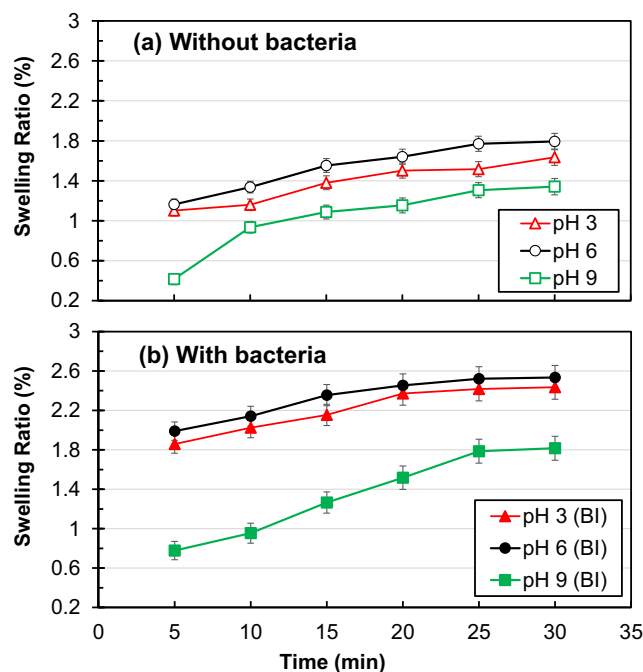 (a) Without bacteria
Swelling Ratio (%)
3
2.6
2.2
1.8
1.4
1
0.6
0.2
pH 3
pH 6
pH 9
(b) With bacteria
Swelling Ratio (%)
3
2.6
2.2
1.8
1.4
1
0.6
0.2
pH 3 (BI)
pH 6 (BI)
pH 9 (BI)
0 5 10 15 20 25 30 35
Time (min)